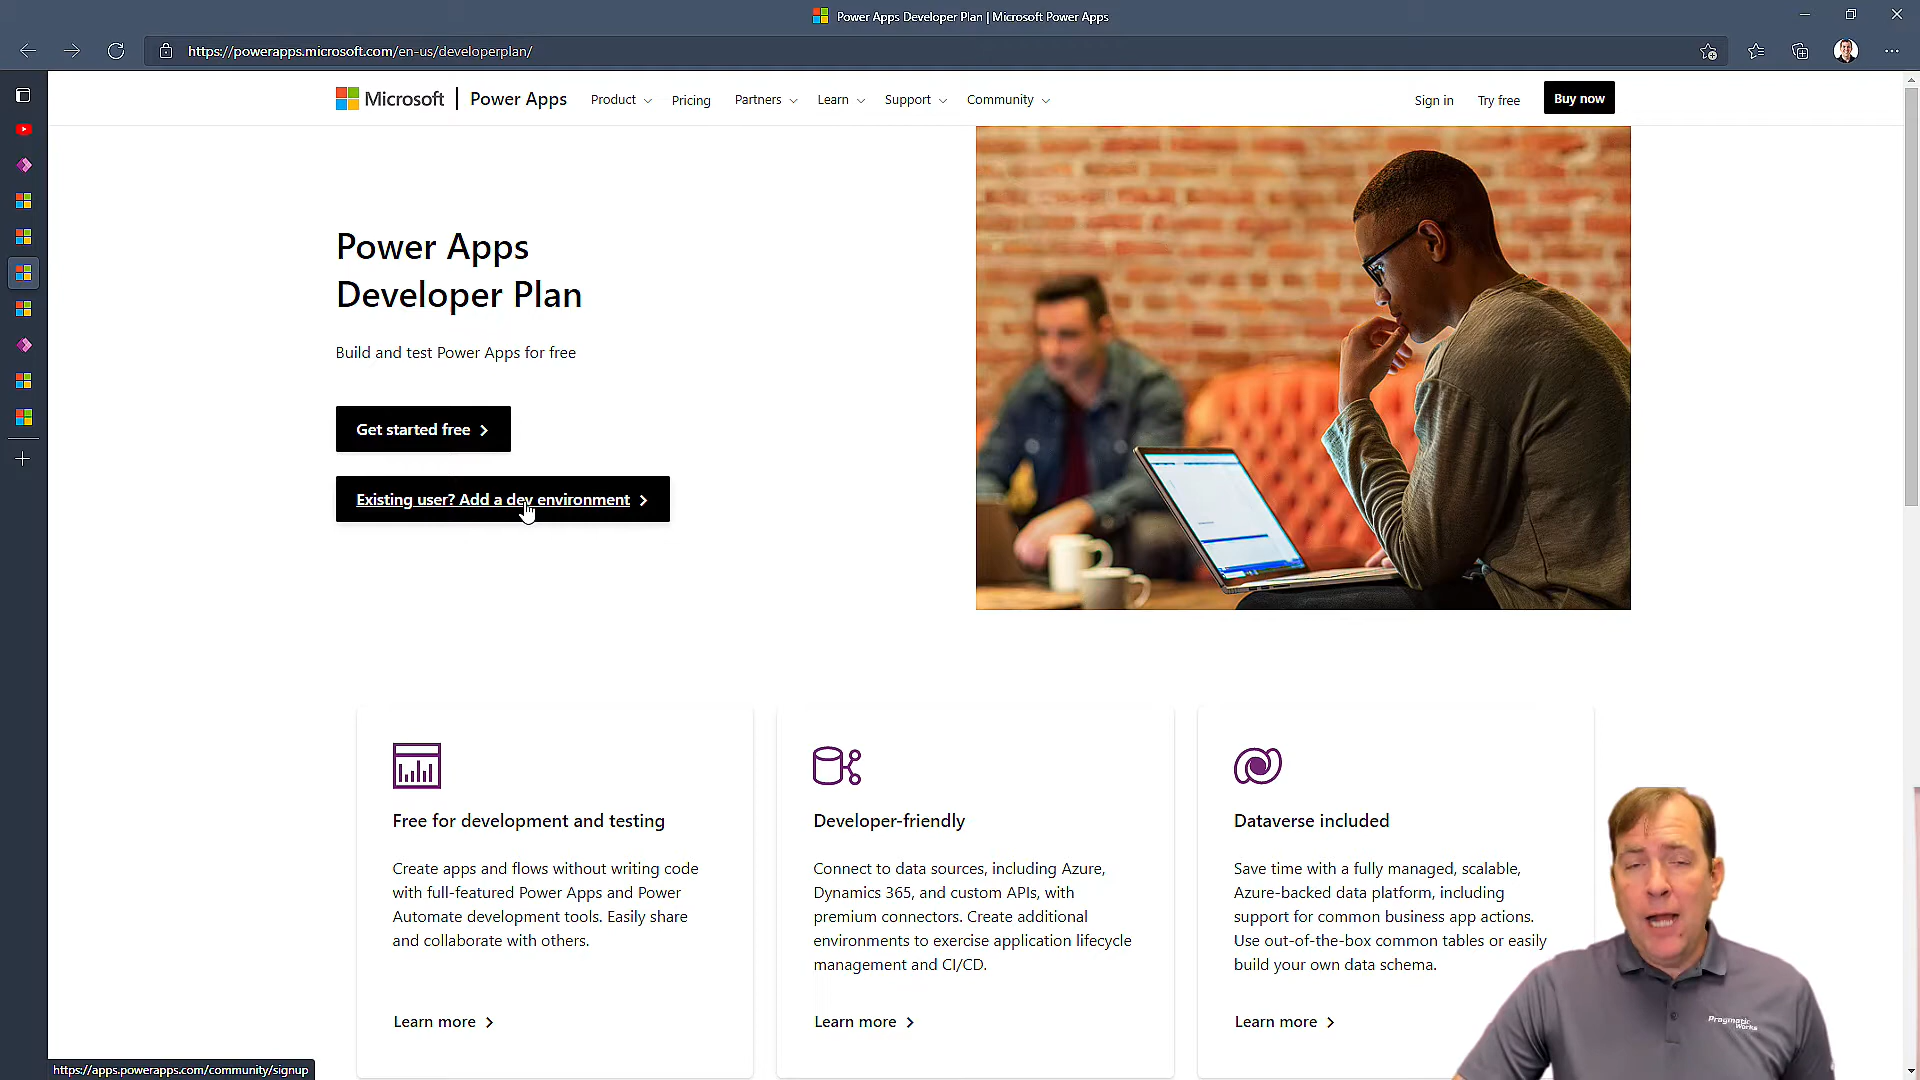 Power Apps Developer Plan | Microsoft Power Apps
https://powerapps.microsoft.com/en-us/developerplan/
Microsoft
Power Apps
Product
Pricing
Partners
Learn
Support
Community
Sign in
Try free
Buy now
Power Apps
Developer Plan
Build and test Power Apps for free
Get started free
Existing user? Add a dev environment
Free for development and testing
Create apps and flows without writing code
with full-featured Power Apps and Power
Automate development tools. Easily share
and collaborate with others.
Learn more
Developer-friendly
Connect to data sources, including Azure,
Dynamics 365, and custom APIs, with
premium connectors. Create additional
environments to exercise application lifecycle
management and CI/CD.
Learn more
Dataverse included
Save time with a fully managed, scalable,
Azure-backed data platform, including
support for common business app actions.
Use out-of-the-box common tables or easily
build your own data schema.
Learn more
Pragmatic
Works
https://apps.powerapps.com/community/signup